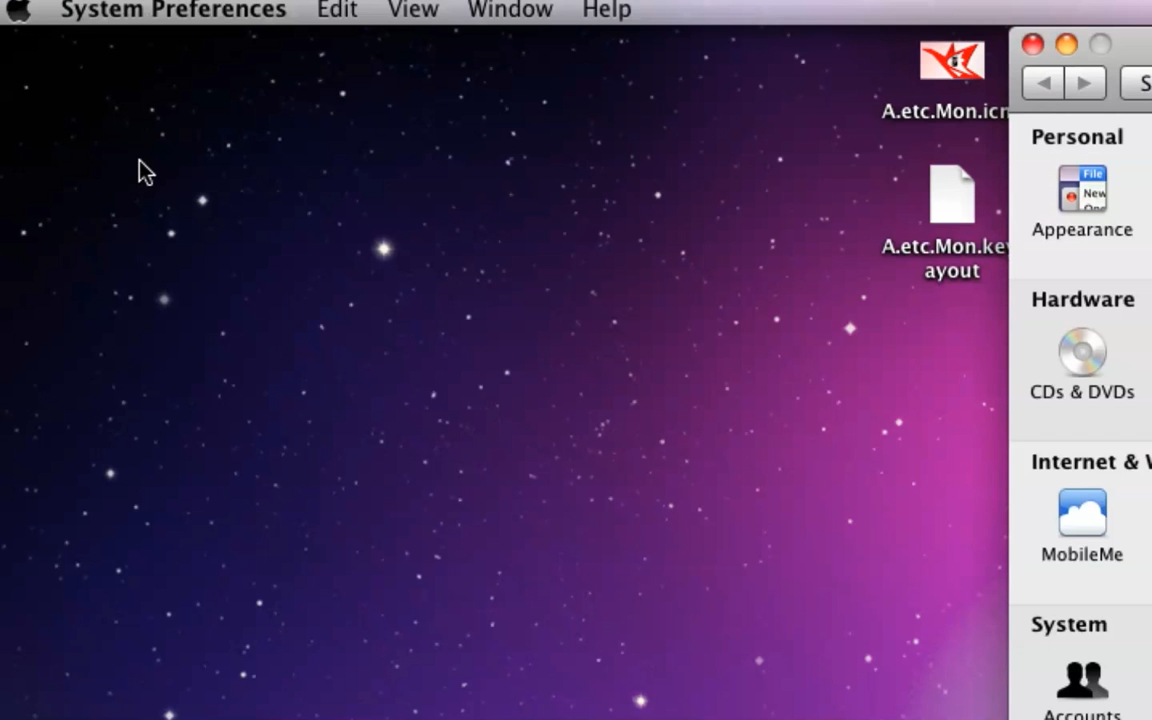 System Preferences Edit View Window Help
A.etc.Mon.icn
A.etc.Mon.key
ayout
S
Personal
File
New
Appearance
Hardware
CDs & DVDs
Internet & W
MobileMe
System
Accounts